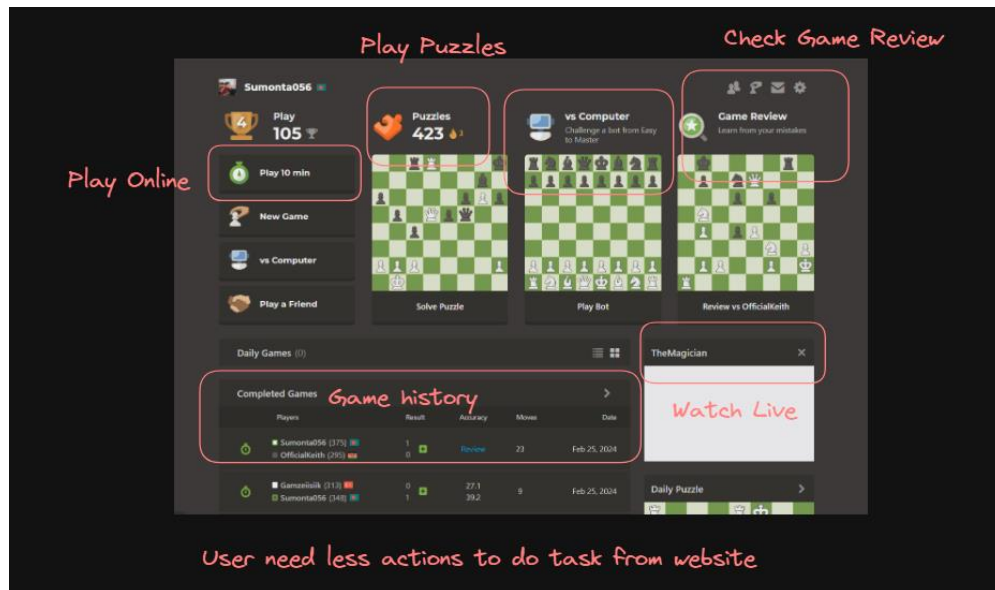 Check Game Review
Play Puzzles
Sumonta056
Play
105
4
Puzzles
423 3
vs Computer
Challenge a bot from Easy
to Master
Game Review
Learn from your mistakes
Play Online
Play 10 min
New Game
vs Computer
Play a Friend
Solve Puzzle
Play Bot
Review vs OfficialKeith
Daily Games (0)
TheMagician
Completed Games
Game history
Watch Live
Players Result Accuracy Moves Date
Sumonta056 (375) 1 Review 23 Feb 25, 2024
OfficialKeith (295) 0
Gamzeiisiik (313) 0 27.1 9 Feb 25, 2024
Sumonta056 (348) 1 39.2
Daily Puzzle
User need less actions to do task from website